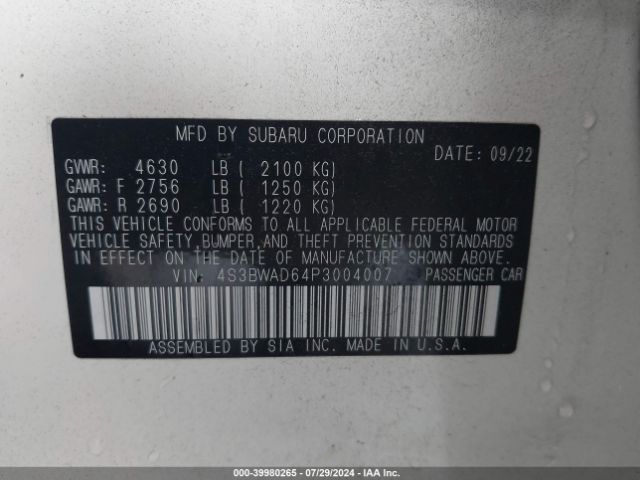 MFD BY SUBARU CORPORATION
DATE: 09/22
GVWR: 4630 LB ( 2100 KG)
GAWR: F 2756 LB ( 1250 KG)
GAWR: R 2690 LB ( 1220 KG)
THIS VEHICLE CONFORMS TO ALL APPLICABLE FEDERAL MOTOR
VEHICLE SAFETY, BUMPER, AND THEFT PREVENTION STANDARDS
IN EFFECT ON THE DATE OF MANUFACTURE SHOWN ABOVE.
VIN: 4S3BWAD64P3004007 PASSENGER CAR
ASSEMBLED BY SIA INC. MADE IN U.S.A.
000-39980265 - 07/29/2024 - IAA Inc.